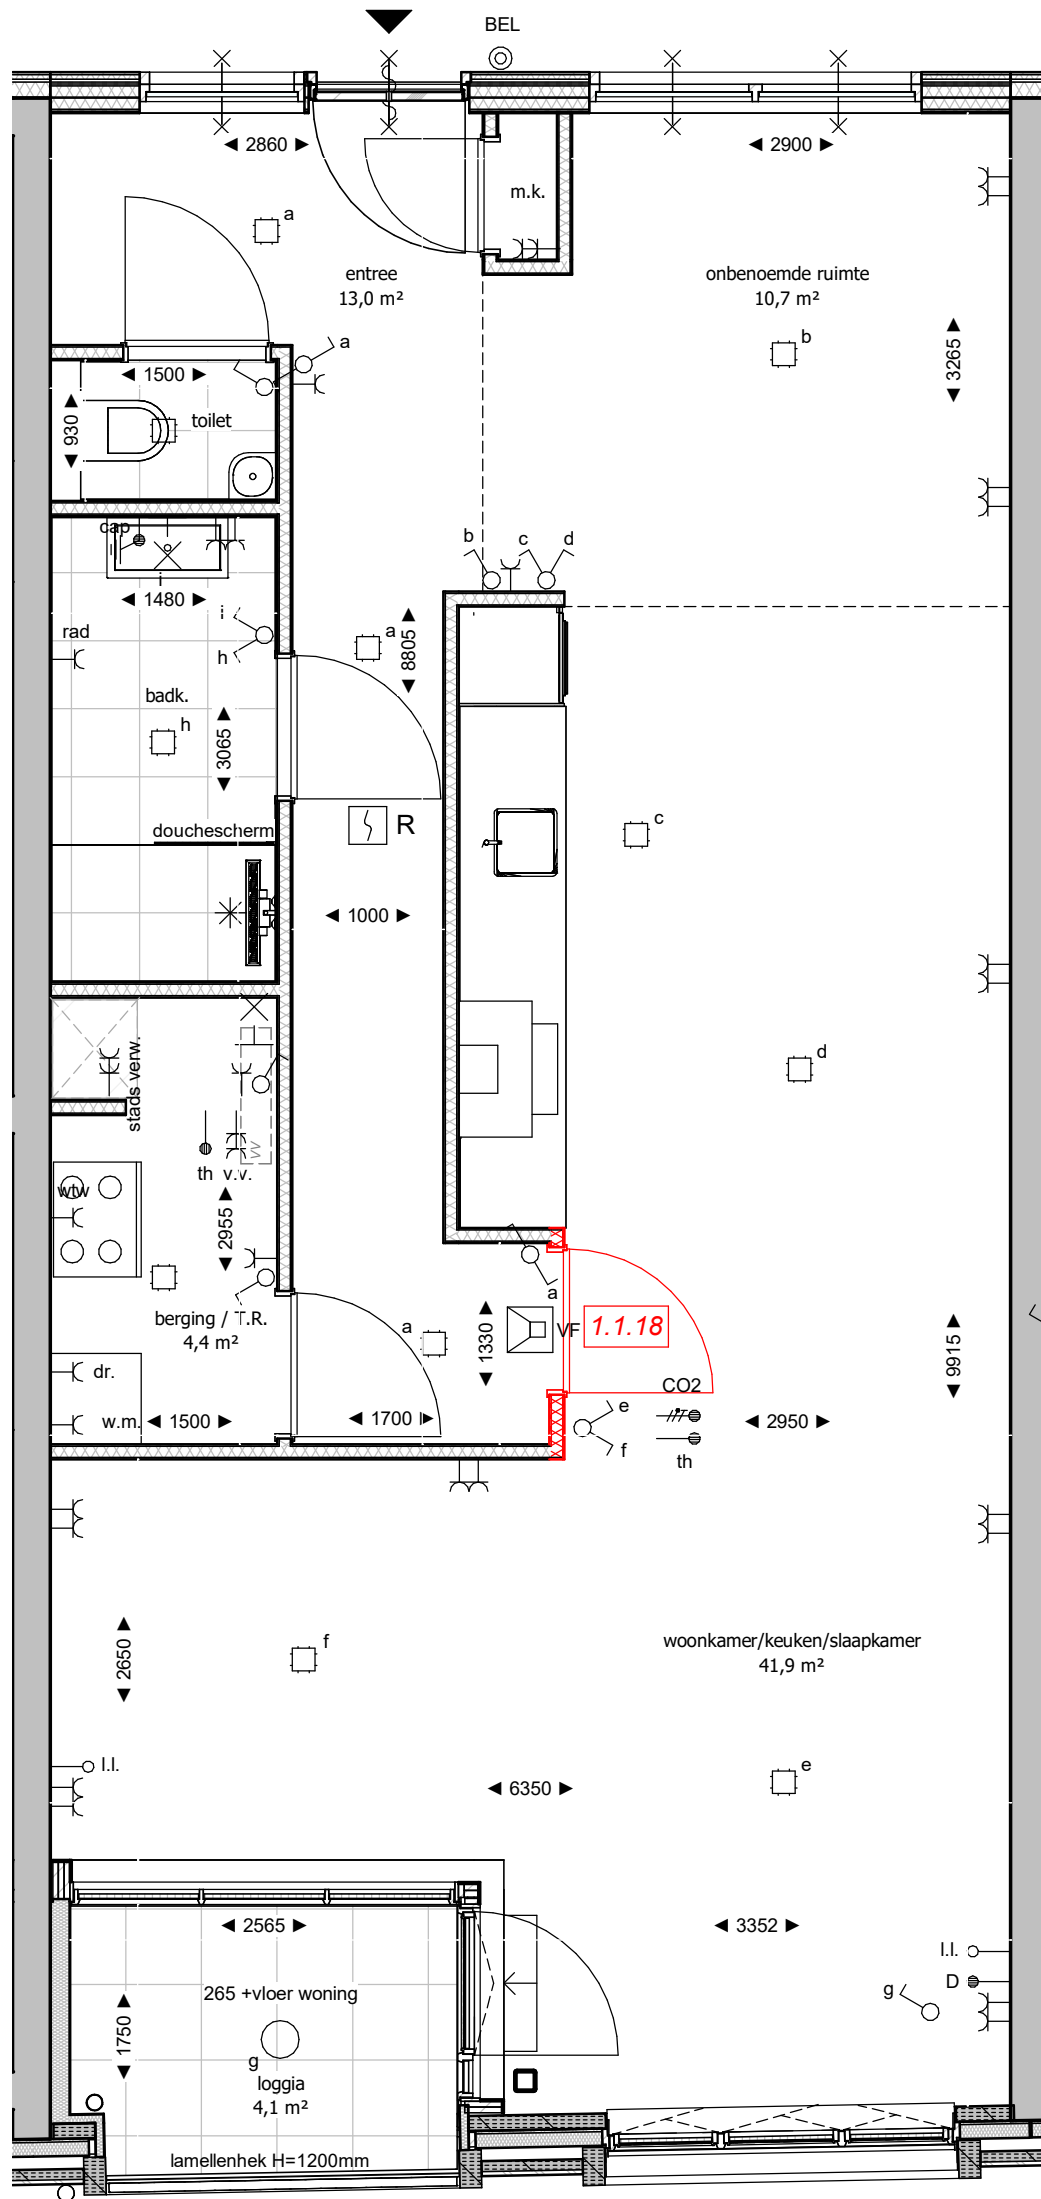 BEL
2860
2900
m.k.
a
entree
13,0 m²
onbenoemde ruimte
10,7 m²
b
3265
a
1500
930
toilet
cap
b
c
d
i
1480
i
rad
h
a
8805
badk.
h
3065
douchescherm
R
c
1000
stads verw.
d
th
v.v.
vv
wtw
2955
berging / T.R.
4,4 m²
a
a
1330
VF
1.1.18
9915
dr.
w.m.
1500
1700
CO2
e
f
th
2950
2650
f
woonkamer/keuken/slaapkamer
41,9 m²
l.l.
6350
e
2565
3352
l.l.
D
g
265 +vloer woning
1750
g
loggia
4,1 m²
lamellenhek H=1200mm